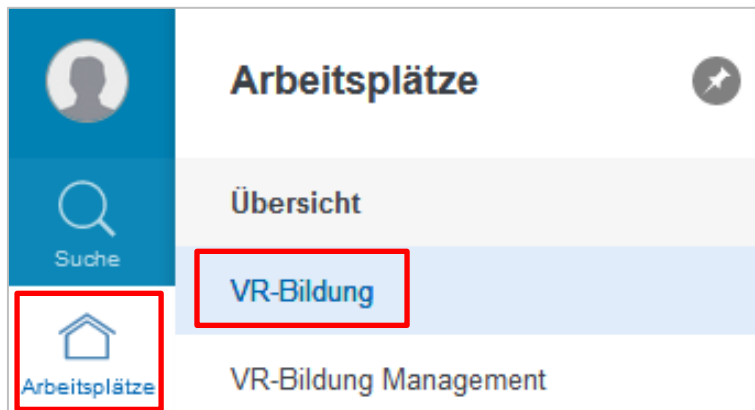 Arbeitsplätze
Übersicht
Suche
VR-Bildung
Arbeitsplätze
VR-Bildung Management